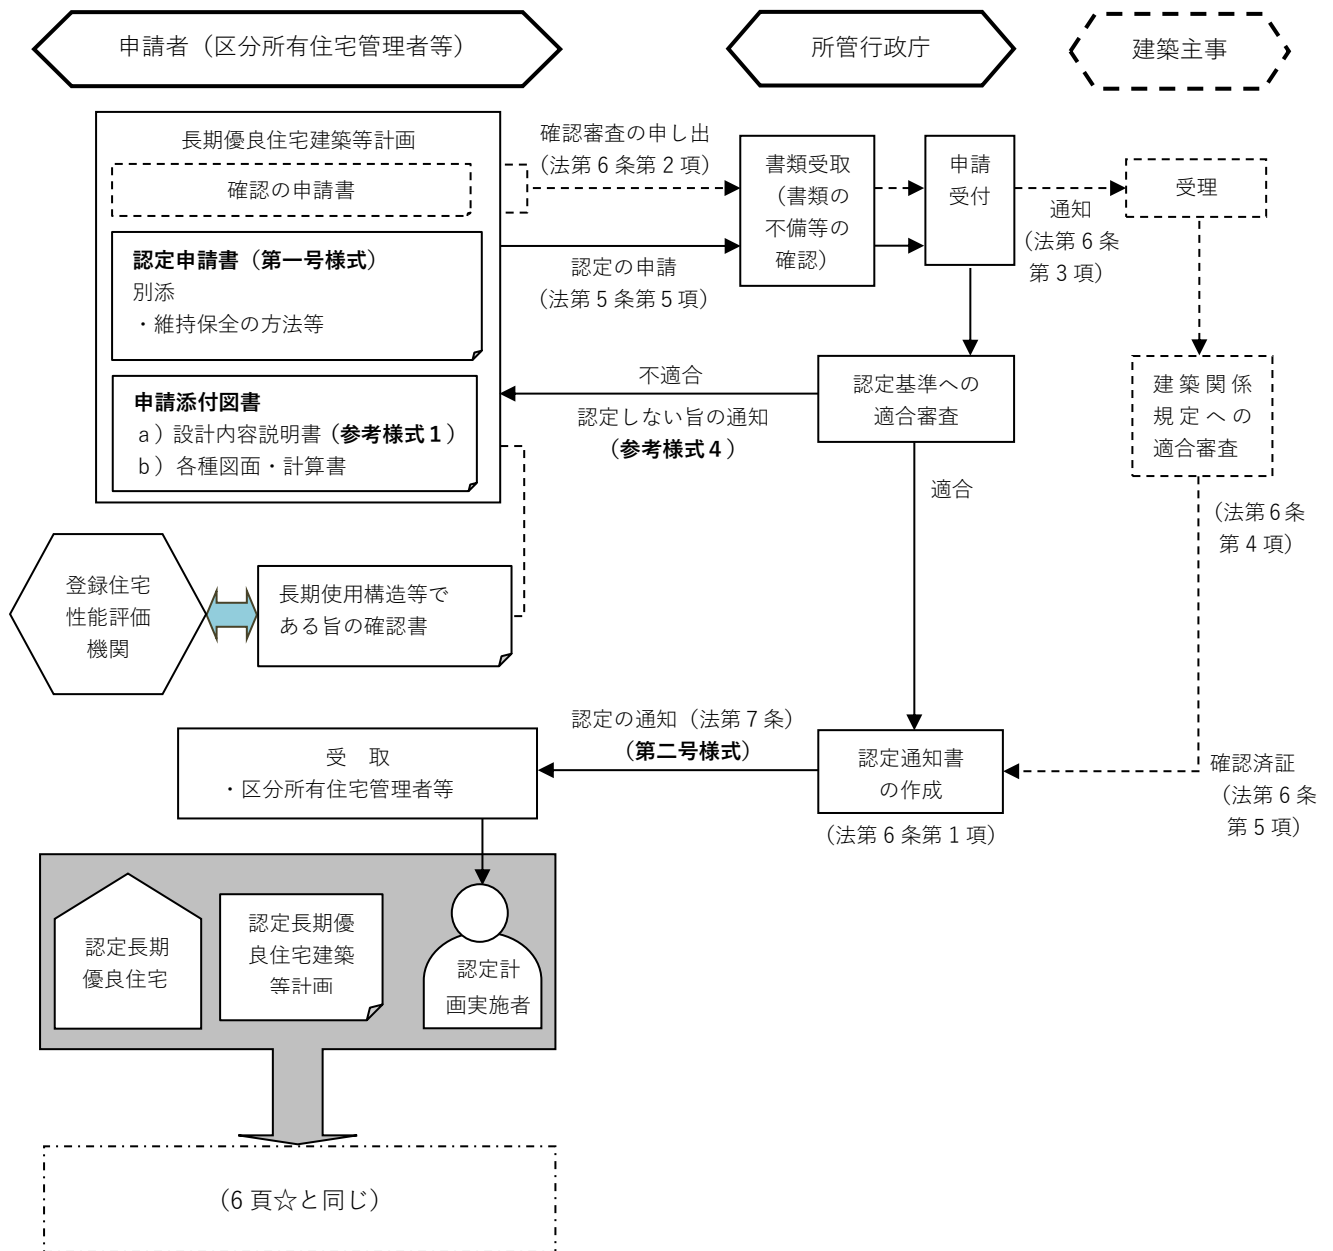 申請者（区分所有住宅管理者等）
所管行政庁
建築主事
長期優良住宅建築等計画
確認の申請書
認定申請書（第一号様式）
別添
・維持保全の方法等
申請添付図書
a）設計内容説明書（参考様式１）
b）各種図面・計算書
確認審査の申し出
（法第６条第２項）
認定の申請
（法第５条第５項）
書類受取
（書類の
不備等の
確認）
申請
受付
通知
（法第６条
第３項）
受理
不適合
認定しない旨の通知
（参考様式４）
認定基準への
適合審査
建築関係
規定への
適合審査
適合
（法第６条
第４項）
登録住宅
性能評価
機関
長期使用構造等で
ある旨の確認書
認定の通知（法第７条）
（第二号様式）
受　取
・区分所有住宅管理者等
認定通知書
の作成
（法第６条第１項）
確認済証
（法第６条
第５項）
認定長期
優良住宅
認定長期優
良住宅建築
等計画
認定計
画実施者
（6 頁☆と同じ）